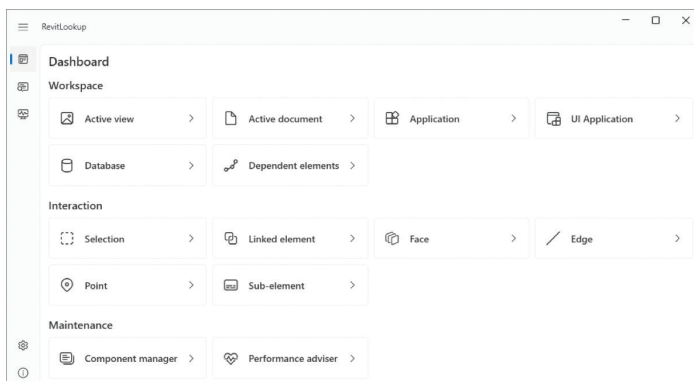 RevitLookup
Dashboard
Workspace
Active view
Active document
Application
UI Application
Database
Dependent elements
Interaction
Selection
Linked element
Face
Edge
Point
Sub-element
Maintenance
Component manager
Performance adviser